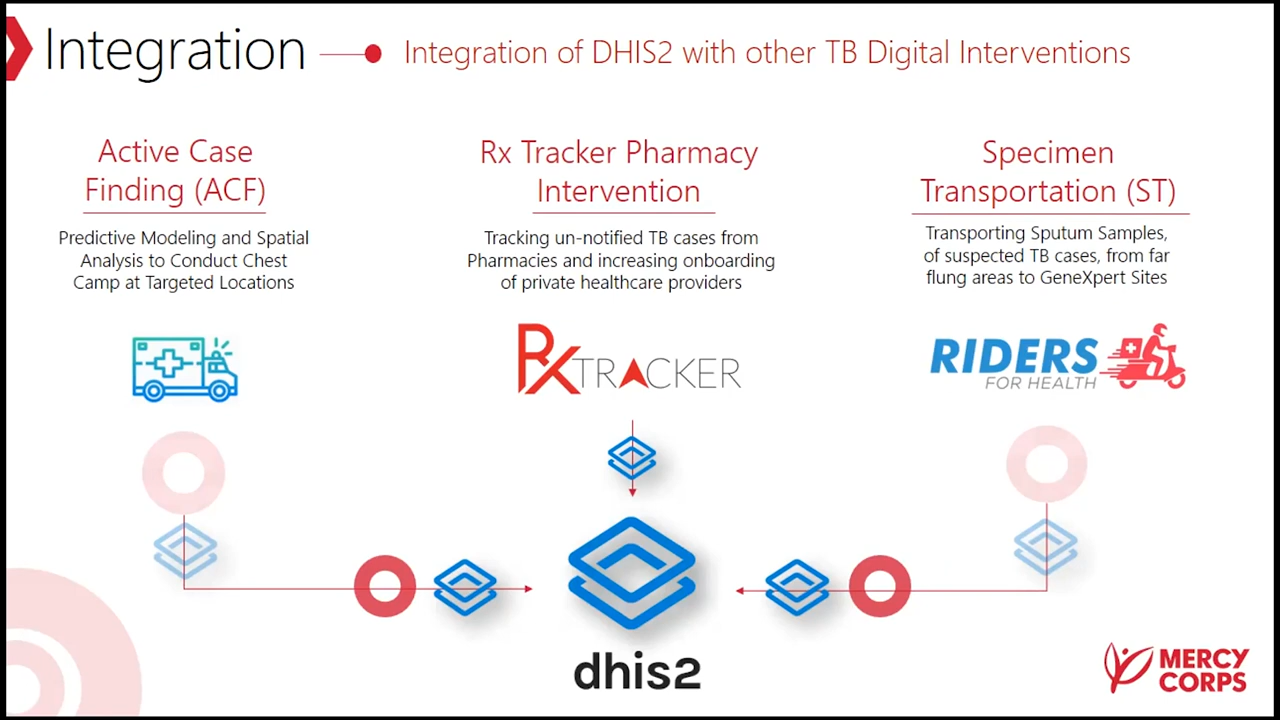 Integration
Integration of DHIS2 with other TB Digital Interventions
Active Case
Finding (ACF)
Predictive Modeling and Spatial
Analysis to Conduct Chest
Camp at Targeted Locations
Rx Tracker Pharmacy
Intervention
Tracking un-notified TB cases from
Pharmacies and increasing onboarding
of private healthcare providers
RXTRACKER
Specimen
Transportation (ST)
Transporting Sputum Samples,
of suspected TB cases, from far
flung areas to GeneXpert Sites
RIDERS
FOR HEALTH
dhis2
MERCY
CORPS